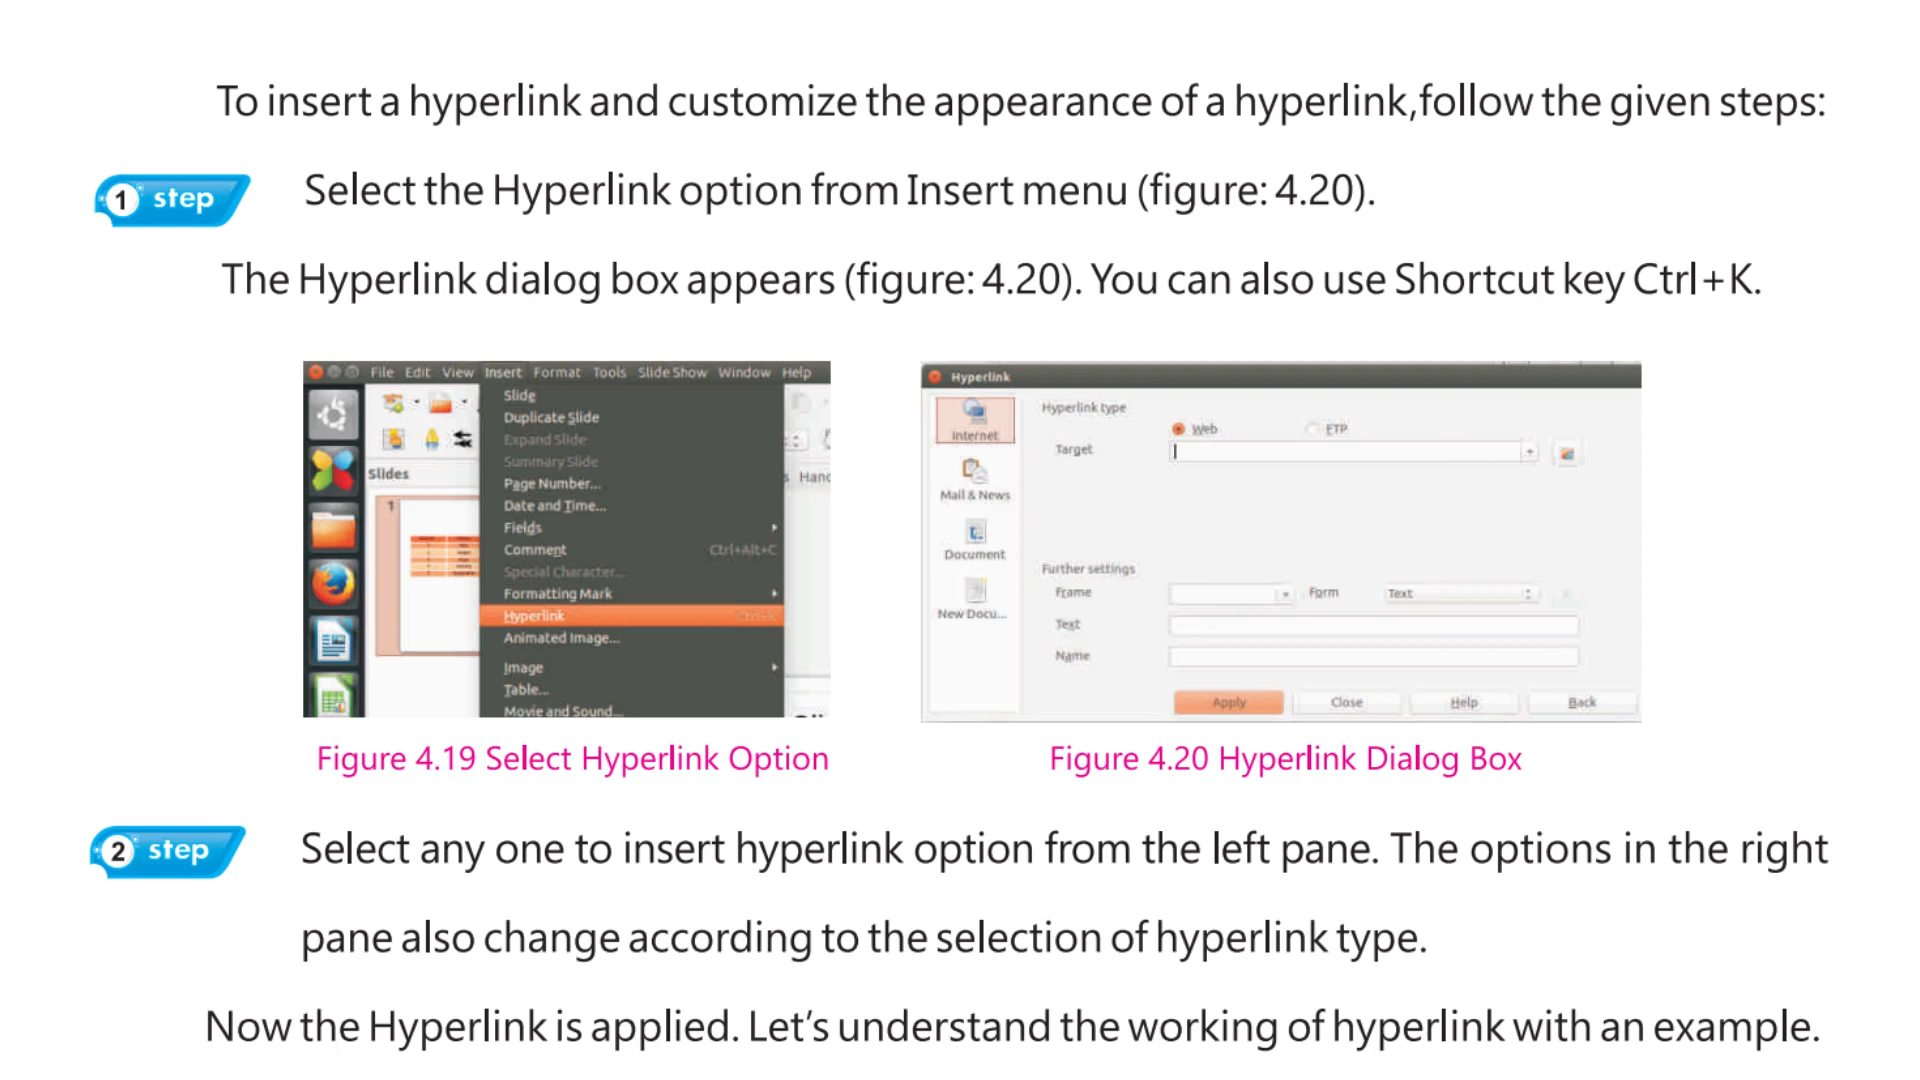 To insert a hyperlink and customize the appearance of a hyperlink,follow the given steps:
1 step Select the Hyperlink option from Insert menu (figure: 4.20).
The Hyperlink dialog box appears (figure: 4.20). You can also use Shortcut key Ctrl+K.
File Edit View Insert Format Tools Slide Show Window Help
Slide
Duplicate Slide
Expand Slide
Summary Slide
Page Number...
Date and Time...
Fields
Comment Ctrl+Alt+C
Special Character...
Formatting Mark
Hyperlink Ctrl+K
Animated Image...
Image
Table...
Movie and Sound...
Slides
1
Hyperlink
Internet
Mail & News
Document
New Docu...
Hyperlink type
Web FTP
Target
Further settings
Frame Form Text
Text
Name
Apply Close Help Back
Figure 4.19 Select Hyperlink Option
Figure 4.20 Hyperlink Dialog Box
2 step Select any one to insert hyperlink option from the left pane. The options in the right
pane also change according to the selection of hyperlink type.
Now the Hyperlink is applied. Let’s understand the working of hyperlink with an example.